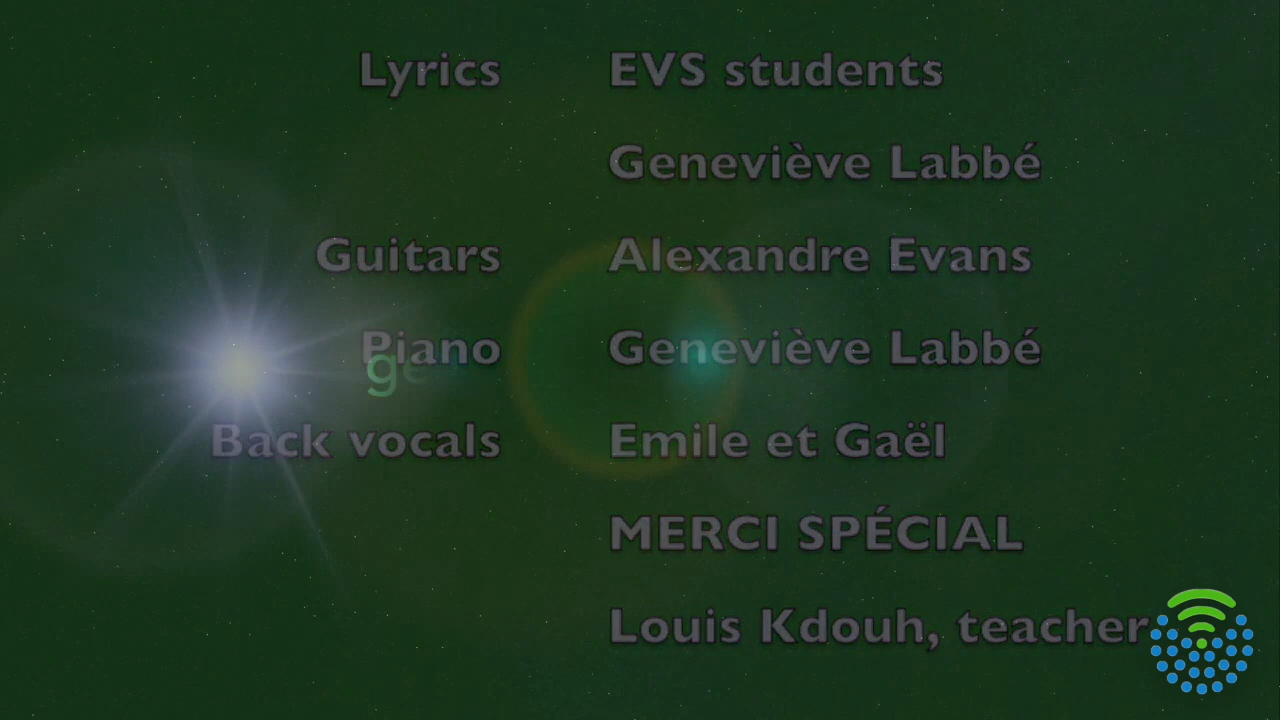 Lyrics EVS students
Geneviève Labbé
Guitars Alexandre Evans
Piano Geneviève Labbé
ge
Back vocals Emile et Gaël
MERCI SPÉCIAL
Louis Kdouh, teacher